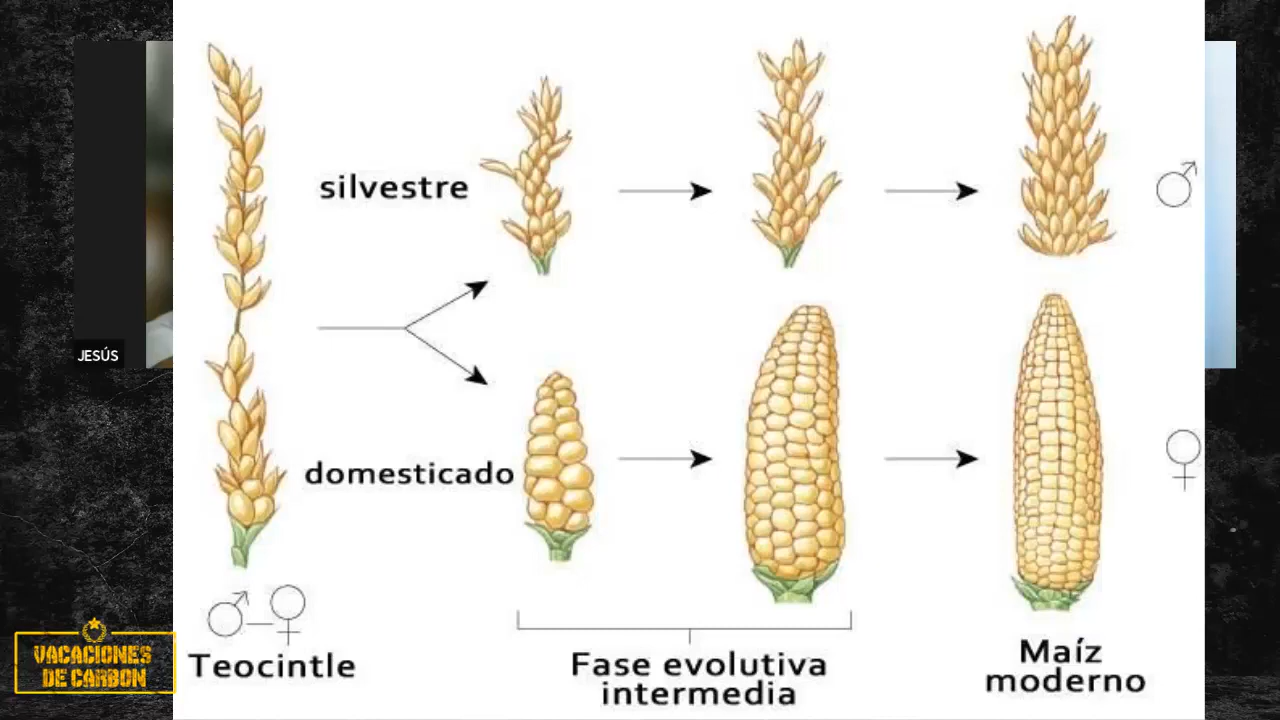 silvestre
JESÚS
domesticado
VACACIONES
DE CARBON
Teocintle
Fase evolutiva
intermedia
Maíz
moderno